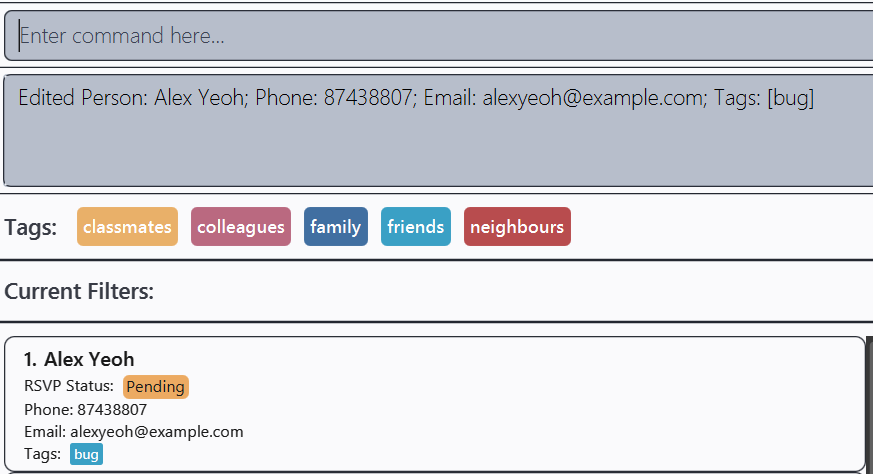 Enter command here...
Edited Person: Alex Yeoh; Phone: 87438807; Email: alexyeoh@example.com; Tags: [bug]
Tags: classmates colleagues family friends neighbours
Current Filters:
1. Alex Yeoh
RSVP Status: Pending
Phone: 87438807
Email: alexyeoh@example.com
Tags: bug